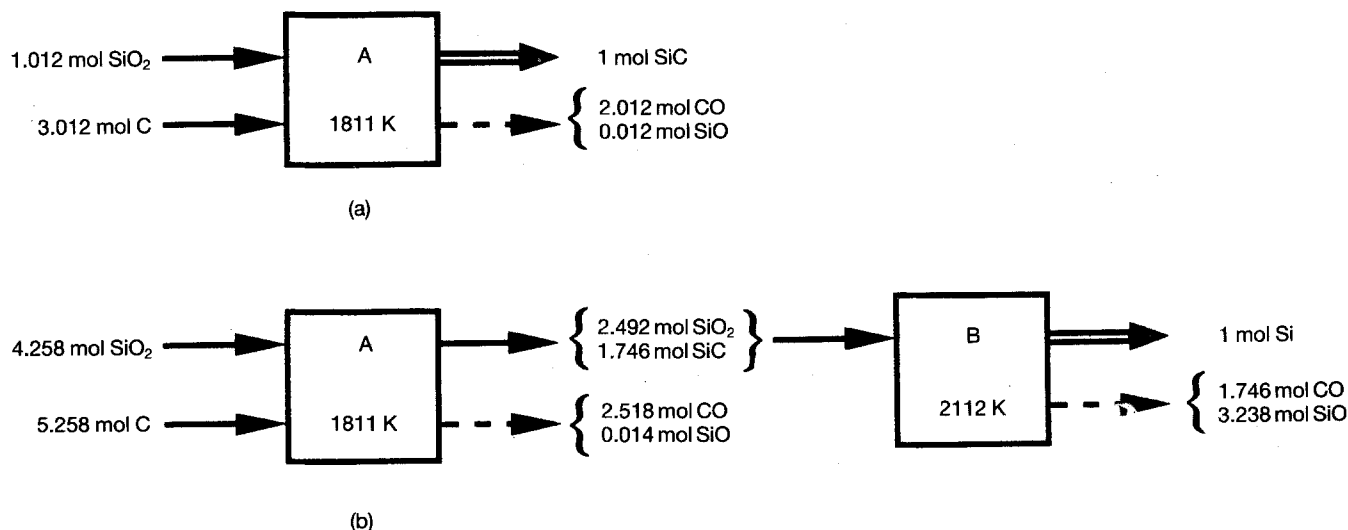 1.012 mol SiO₂
A
1 mol SiC
3.012 mol C
1811 K
2.012 mol CO
0.012 mol SiO
(a)
4.258 mol SiO₂
A
2.492 mol SiO₂
1.746 mol SiC
B
1 mol Si
5.258 mol C
1811 K
2.518 mol CO
0.014 mol SiO
2112 K
1.746 mol CO
3.238 mol SiO
(b)